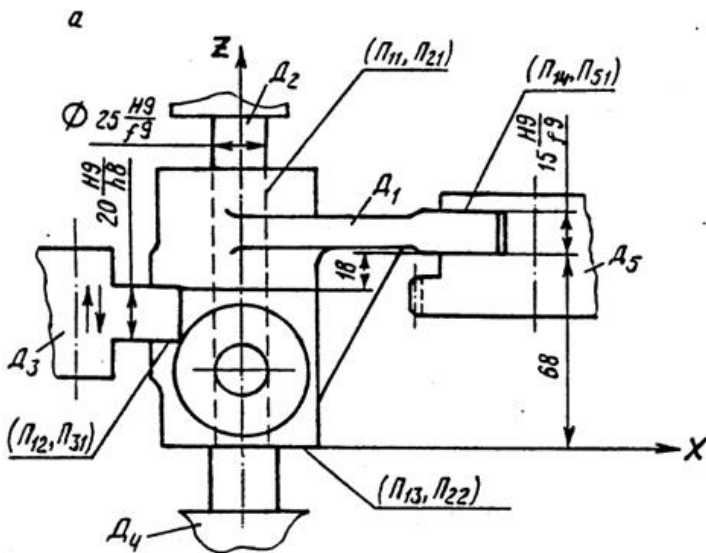 а
Z
Д2
(П11, П21)
(П14, П51)
Ø 25 H9/f9
20 H9/h8
15 H9/f9
Д1
18
Д5
Д3
68
(П12, П31)
X
(П13, П22)
Д4